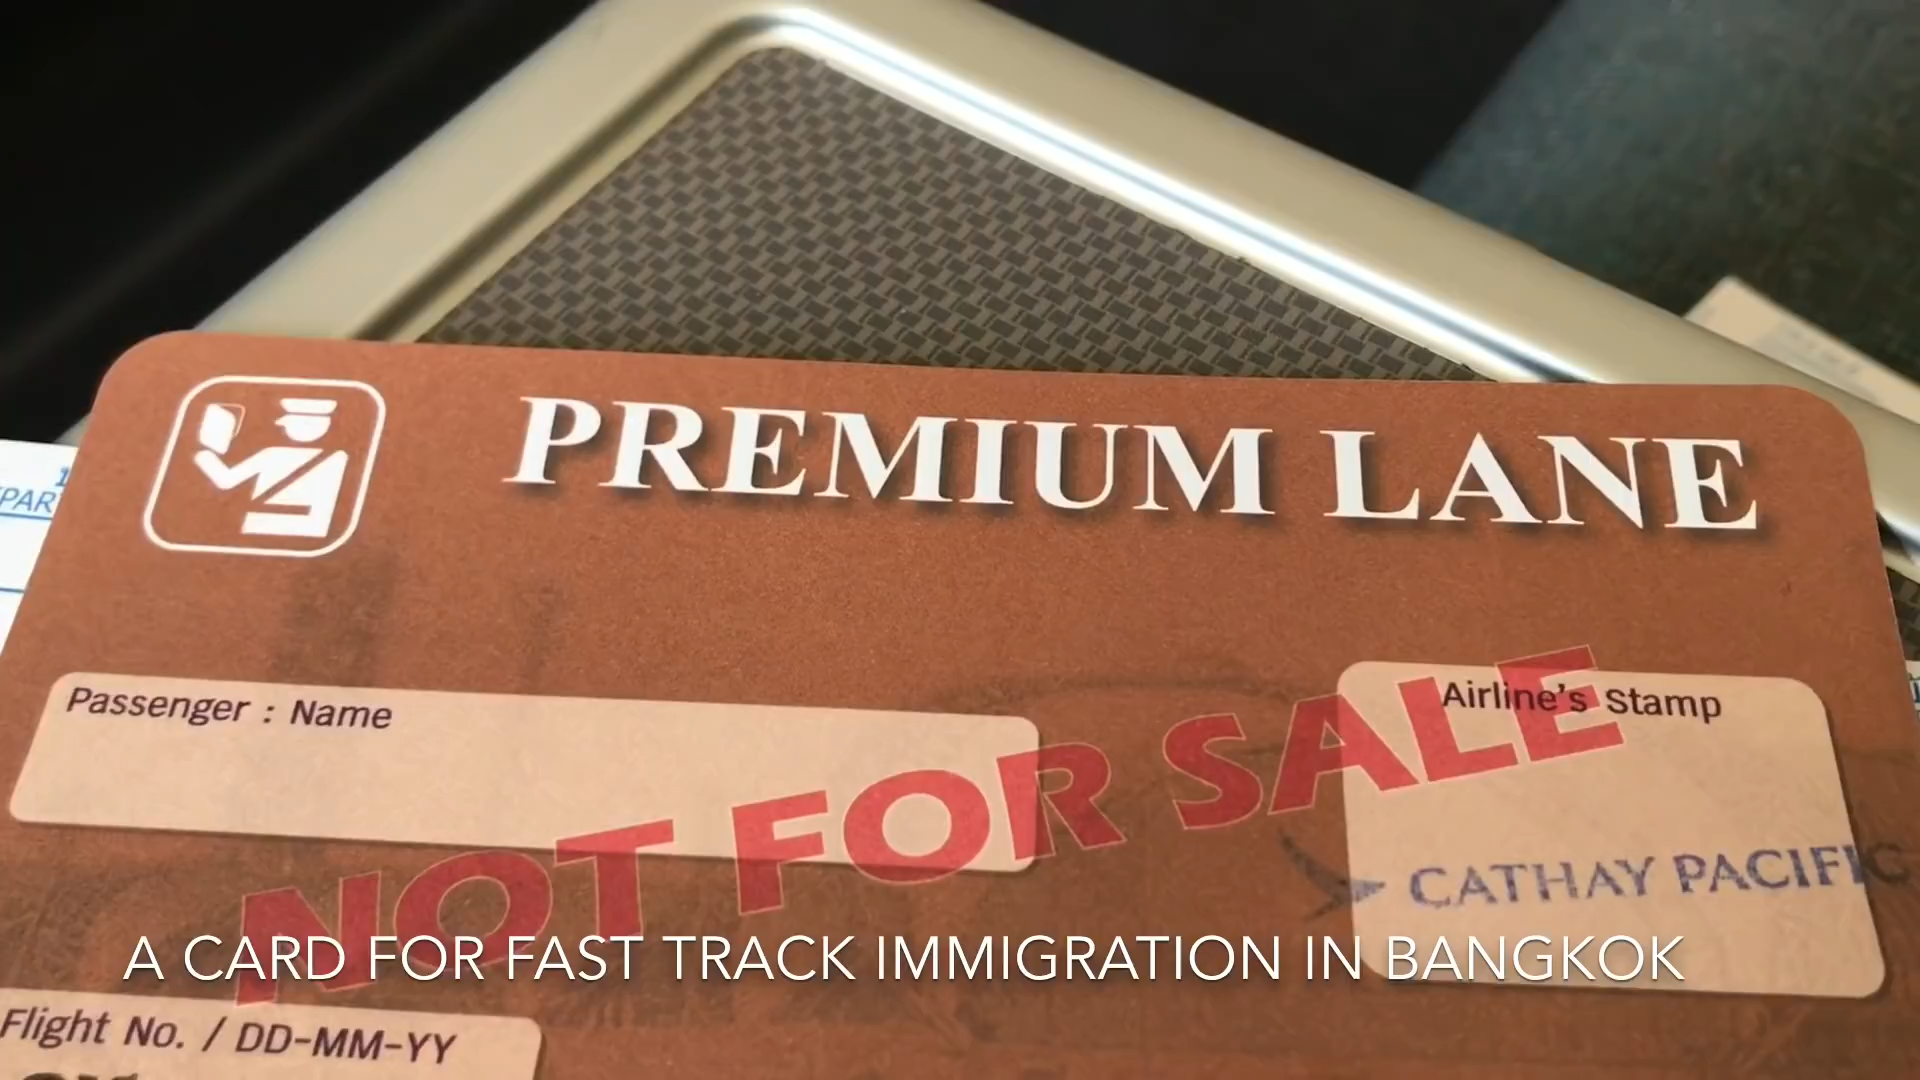 PREMIUM LANE
Passenger : Name
Airline's Stamp
NOT FOR SALE
CATHAY PACIFIC
A CARD FOR FAST TRACK IMMIGRATION IN BANGKOK
Flight No. / DD-MM-YY